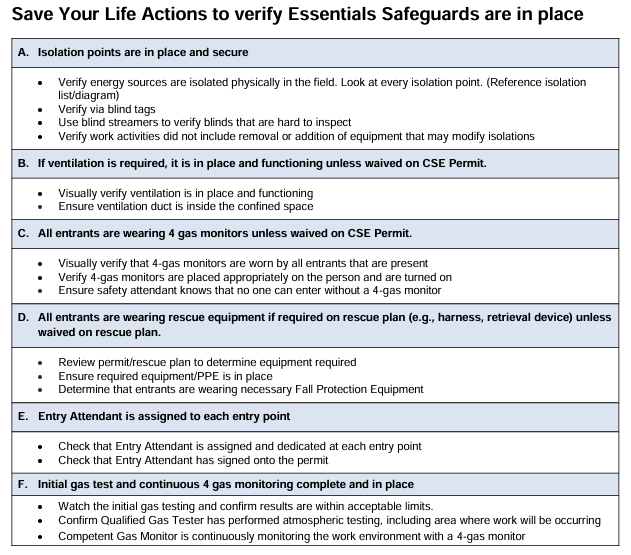 Save Your Life Actions to verify Essentials Safeguards are in place
A. Isolation points are in place and secure
• Verify energy sources are isolated physically in the field. Look at every isolation point. (Reference isolation
list/diagram)
• Verify via blind tags
• Use blind streamers to verify blinds that are hard to inspect
• Verify work activities did not include removal or addition of equipment that may modify isolations
B. If ventilation is required, it is in place and functioning unless waived on CSE Permit.
• Visually verify ventilation is in place and functioning
• Ensure ventilation duct is inside the confined space
C. All entrants are wearing 4 gas monitors unless waived on CSE Permit.
• Visually verify that 4-gas monitors are worn by all entrants that are present
• Verify 4-gas monitors are placed appropriately on the person and are turned on
• Ensure safety attendant knows that no one can enter without a 4-gas monitor
D. All entrants are wearing rescue equipment if required on rescue plan (e.g., harness, retrieval device) unless
waived on rescue plan.
• Review permit/rescue plan to determine equipment required
• Ensure required equipment/PPE is in place
• Determine that entrants are wearing necessary Fall Protection Equipment
E. Entry Attendant is assigned to each entry point
• Check that Entry Attendant is assigned and dedicated at each entry point
• Check that Entry Attendant has signed onto the permit
F. Initial gas test and continuous 4 gas monitoring complete and in place
• Watch the initial gas testing and confirm results are within acceptable limits.
• Confirm Qualified Gas Tester has performed atmospheric testing, including area where work will be occurring
• Competent Gas Monitor is continuously monitoring the work environment with a 4-gas monitor